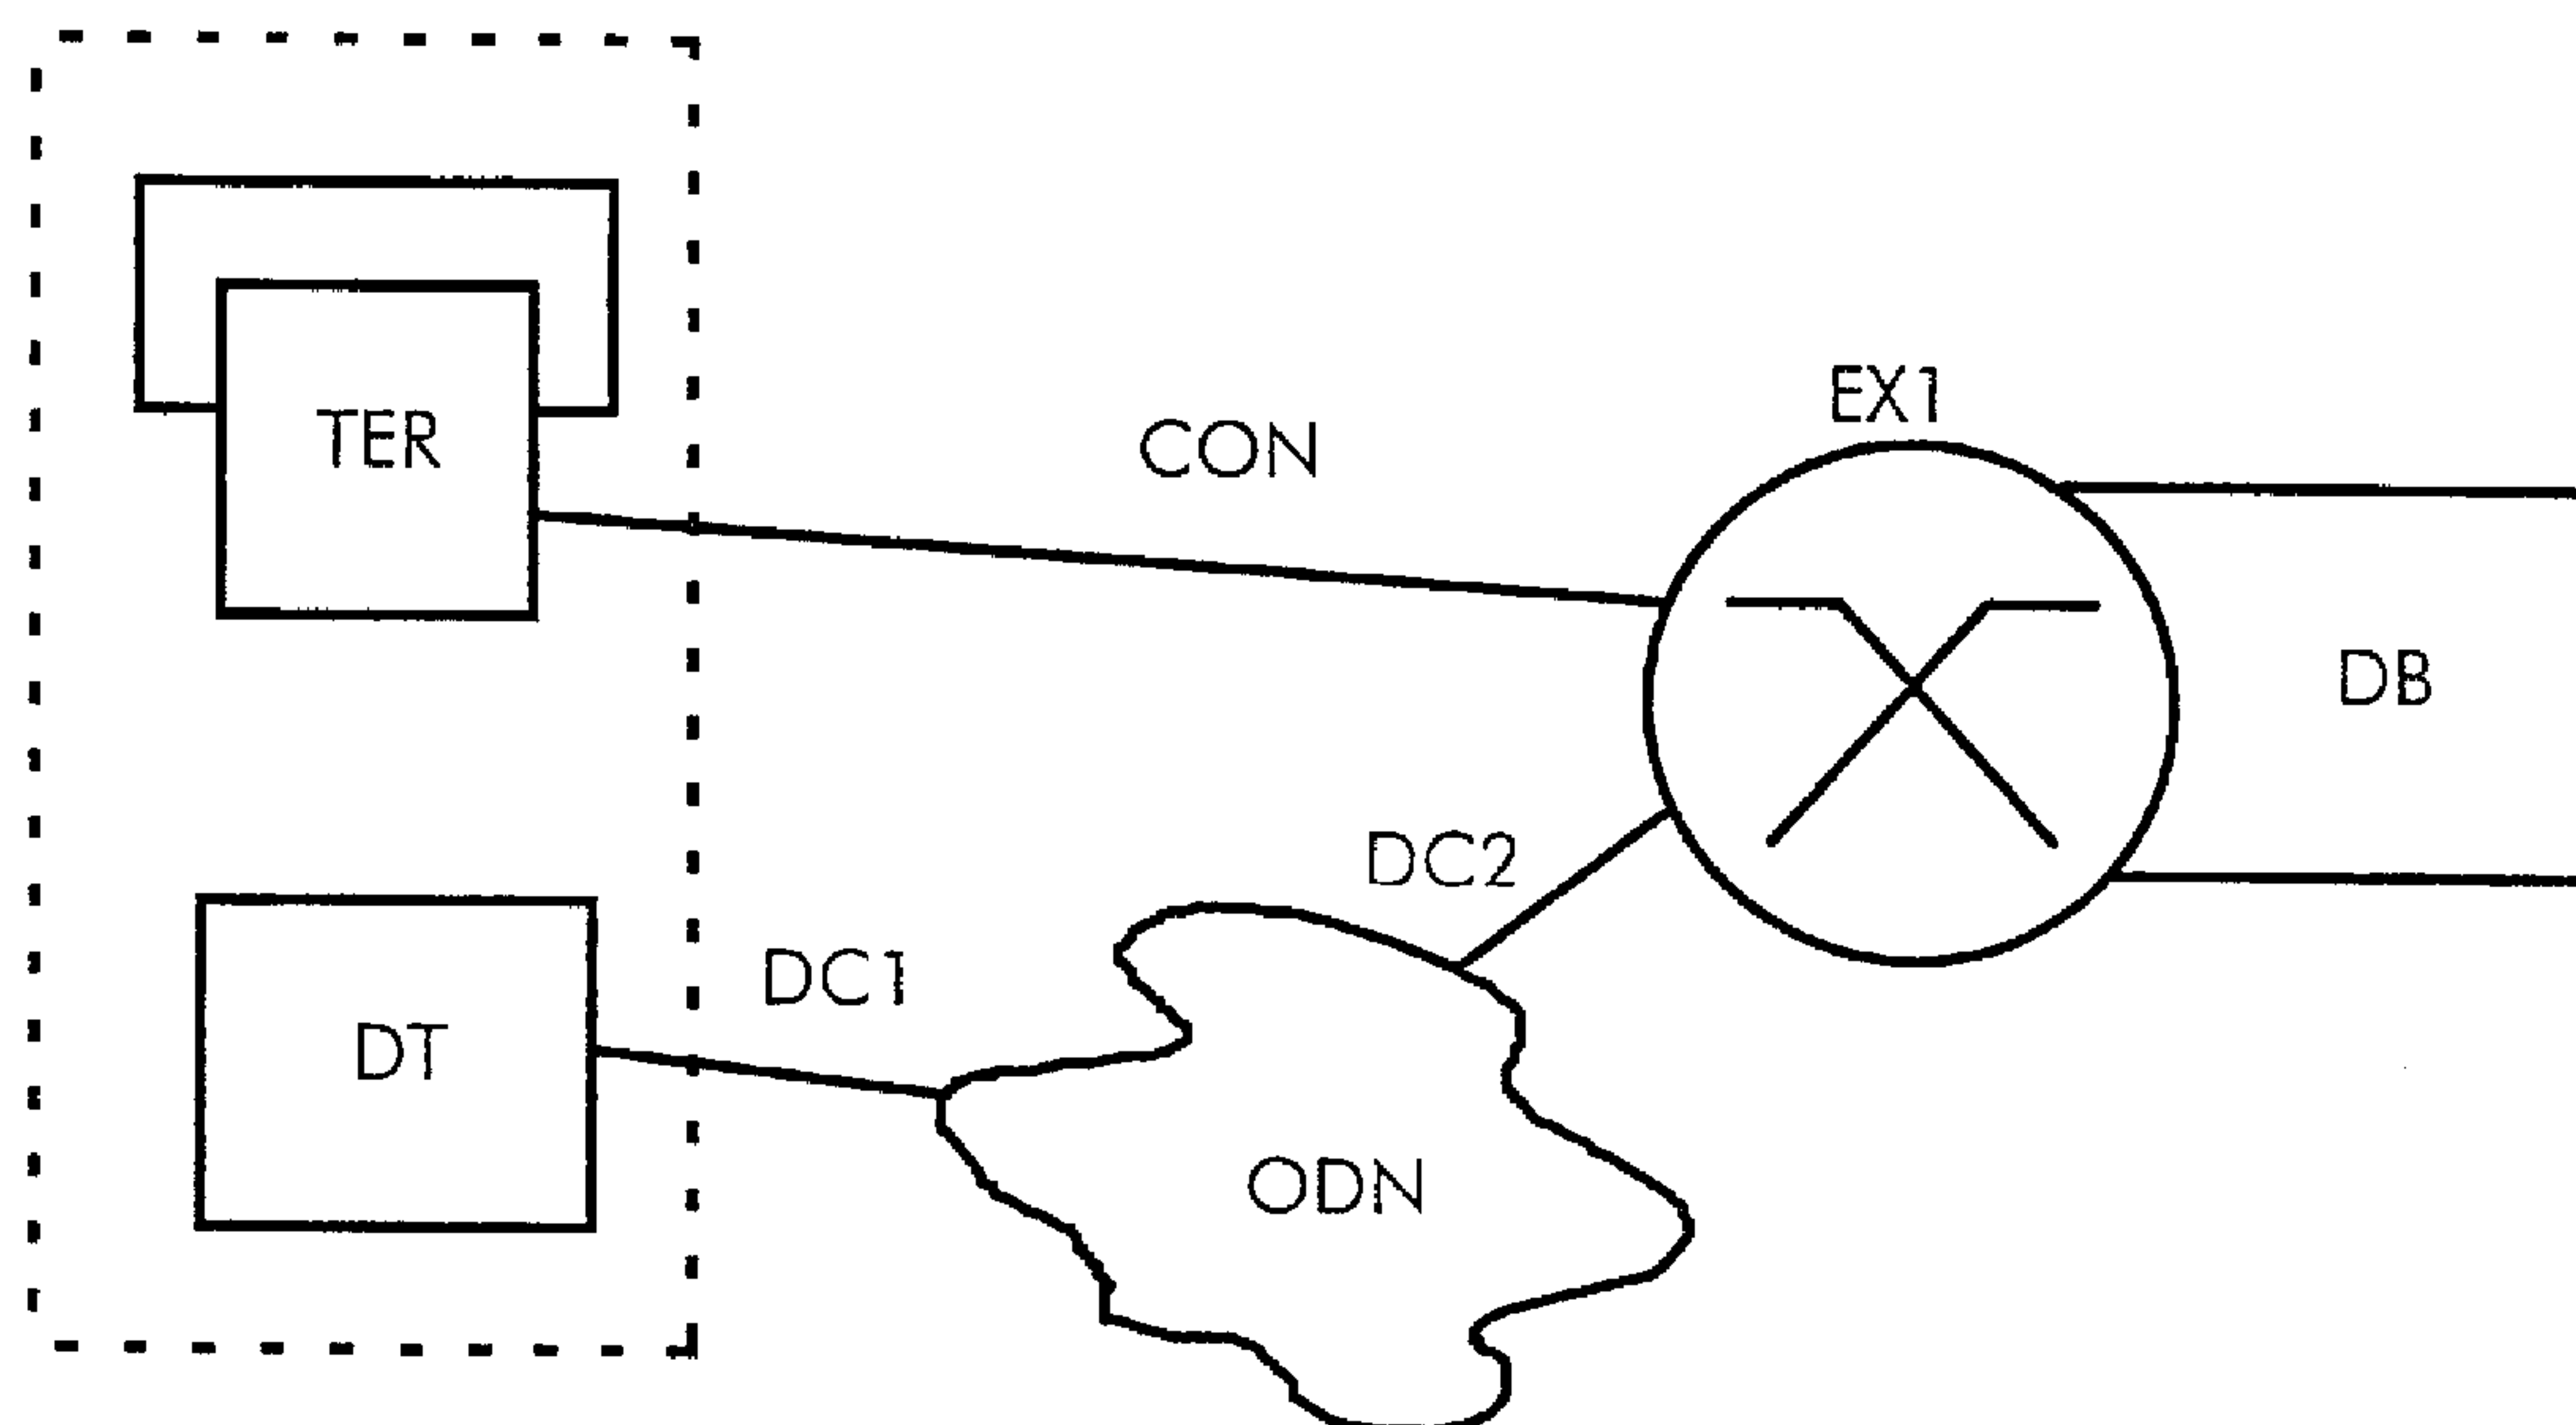 EX1
TER
CON
DB
DC2
DC1
DT
ODN